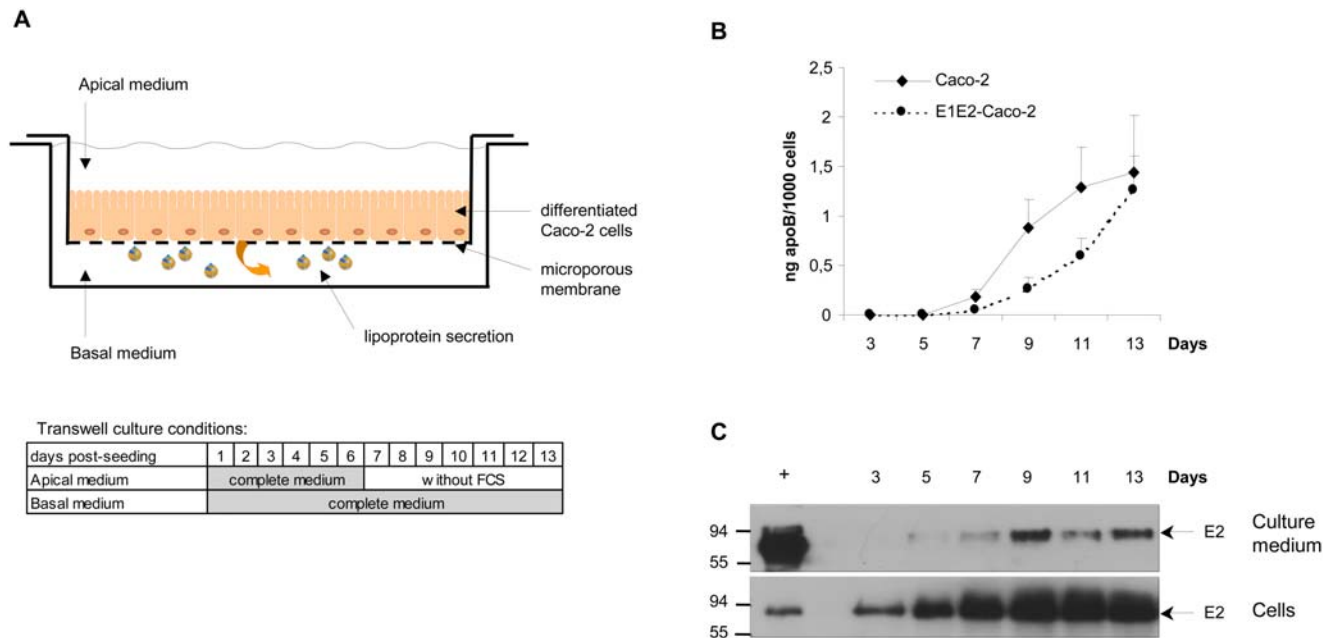 A
Apical medium
differentiated
Caco-2 cells
microporous
membrane
lipoprotein secretion
Basal medium
Transwell culture conditions:
days post-seeding 1 2 3 4 5 6 7 8 9 10 11 12 13
Apical medium complete medium without FCS
Basal medium complete medium
B
2,5
2
1,5
1
0,5
0
ng apoB/1000 cells
Caco-2
E1E2-Caco-2
3 5 7 9 11 13 Days
C
+ 3 5 7 9 11 13 Days
94
55
E2 Culture
medium
94
55
E2 Cells